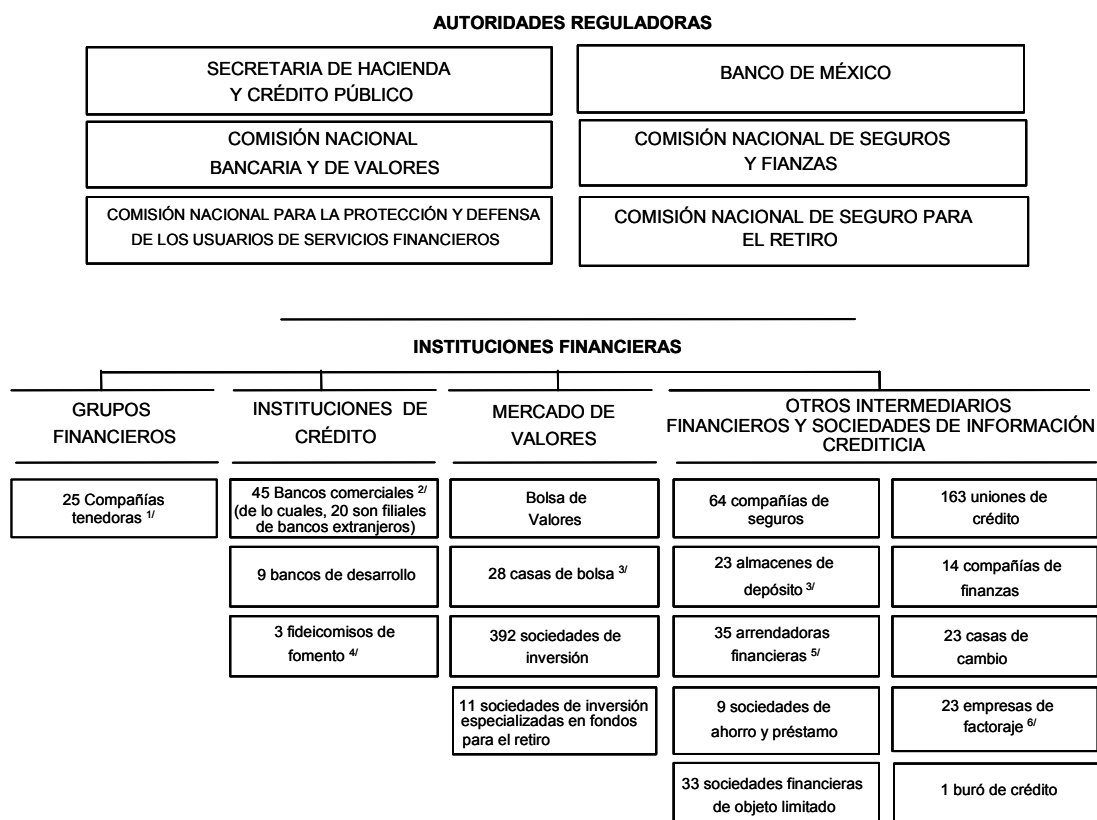 AUTORIDADES REGULADORAS
SECRETARIA DE HACIENDA
Y CRÉDITO PÚBLICO
BANCO DE MÉXICO
COMISIÓN NACIONAL
BANCARIA Y DE VALORES
COMISIÓN NACIONAL DE SEGUROS
Y FIANZAS
COMISIÓN NACIONAL PARA LA PROTECCIÓN Y DEFENSA
DE LOS USUARIOS DE SERVICIOS FINANCIEROS
COMISIÓN NACIONAL DE SEGURO PARA
EL RETIRO
INSTITUCIONES FINANCIERAS
GRUPOS
FINANCIEROS
25 Compañías
tenedoras 1/
INSTITUCIONES DE
CRÉDITO
45 Bancos comerciales 2/
(de lo cuales, 20 son filiales
de bancos extranjeros)
9 bancos de desarrollo
3 fideicomisos de
fomento 4/
MERCADO DE
VALORES
Bolsa de
Valores
28 casas de bolsa 3/
392 sociedades de
inversión
11 sociedades de inversión
especializadas en fondos
para el retiro
OTROS INTERMEDIARIOS
FINANCIEROS Y SOCIEDADES DE INFORMACIÓN
CREDITICIA
64 compañías de
seguros
163 uniones de
crédito
23 almacenes de
depósito 3/
14 compañías de
finanzas
35 arrendadoras
financieras 5/
23 casas de
cambio
9 sociedades de
ahorro y préstamo
23 empresas de
factoraje 6/
33 sociedades financieras
de objeto limitado
1 buró de crédito